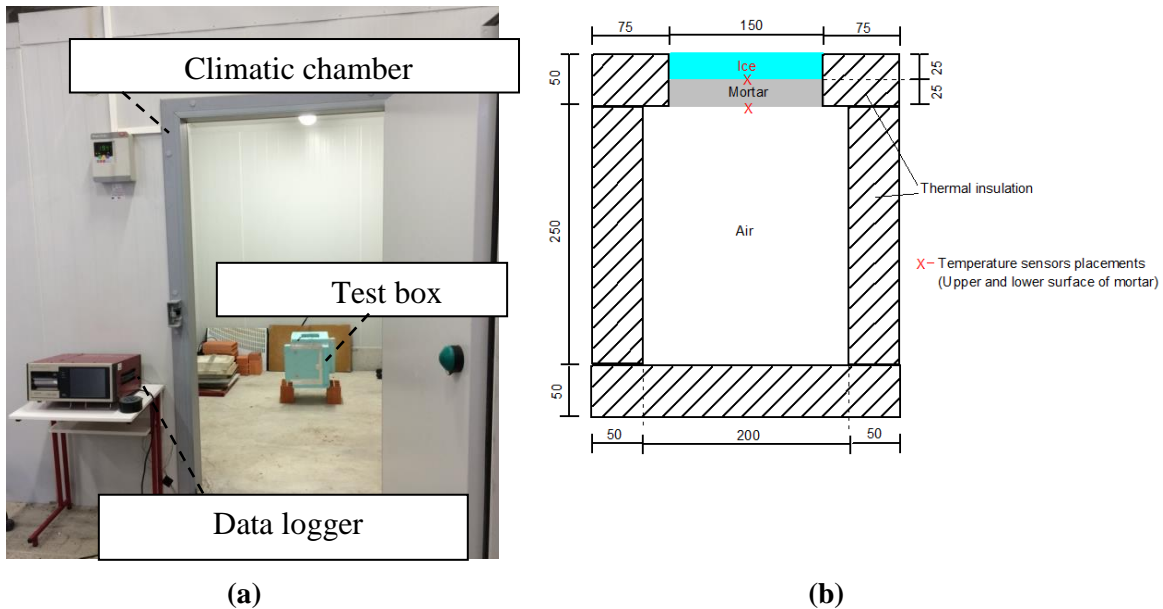 Climatic chamber
Test box
Data logger
(a)
75 150 75
50
Ice
25
X
Mortar
25
X
250
Air
Thermal insulation
X– Temperature sensors placements
(Upper and lower surface of mortar)
50
50 200 50
(b)